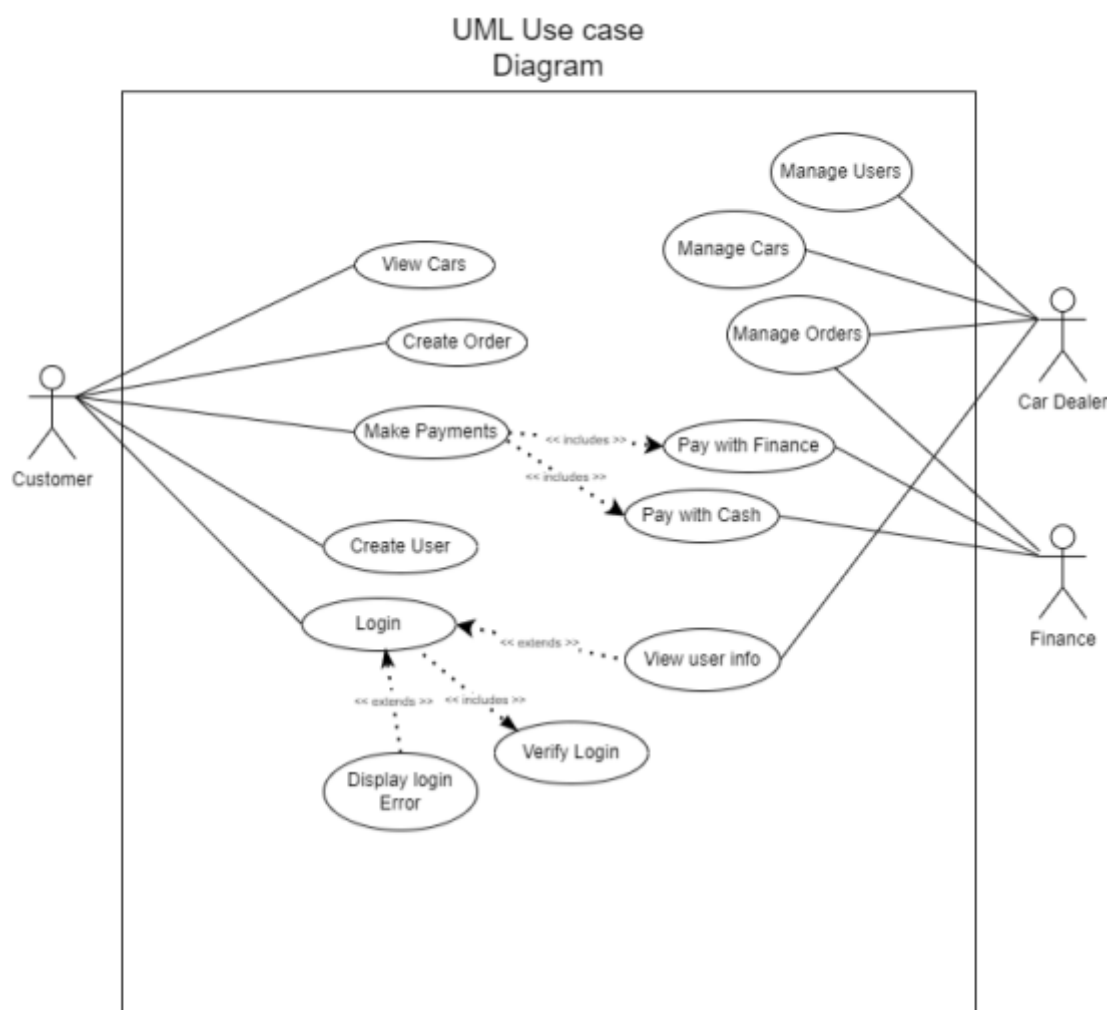 UML Use case
Diagram
Manage Users
Manage Cars
View Cars
Manage Orders
Create Order
Car Dealer
Make Payments
<< includes >>
Pay with Finance
Customer
<< includes >>
Pay with Cash
Create User
Login
<< extends >>
View user info
Finance
<< extends >>
<< includes >>
Verify Login
Display login
Error